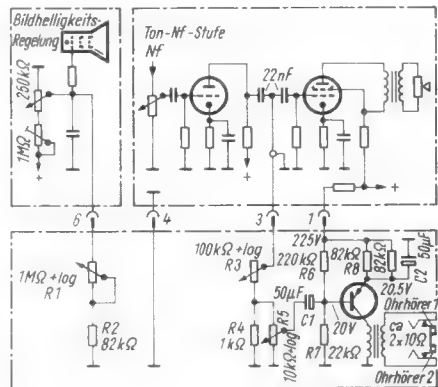 Bildhelligkeits-
Regelung
250kΩ
1MΩ
+
Ton-Nf-Stufe
Nf
22nF
+
6
4
3
1
1MΩ+log
R1
R2
82kΩ
100kΩ+log
R3
R4
1kΩ
R5
10kΩ+log
50µF
C1
225V
220kΩ
R6
82kΩ
R8
82kΩ
50µF
C2
20,5V
20V
R7
22kΩ
Ohrhörer 1
ca
2x10Ω
Ohrhörer 2